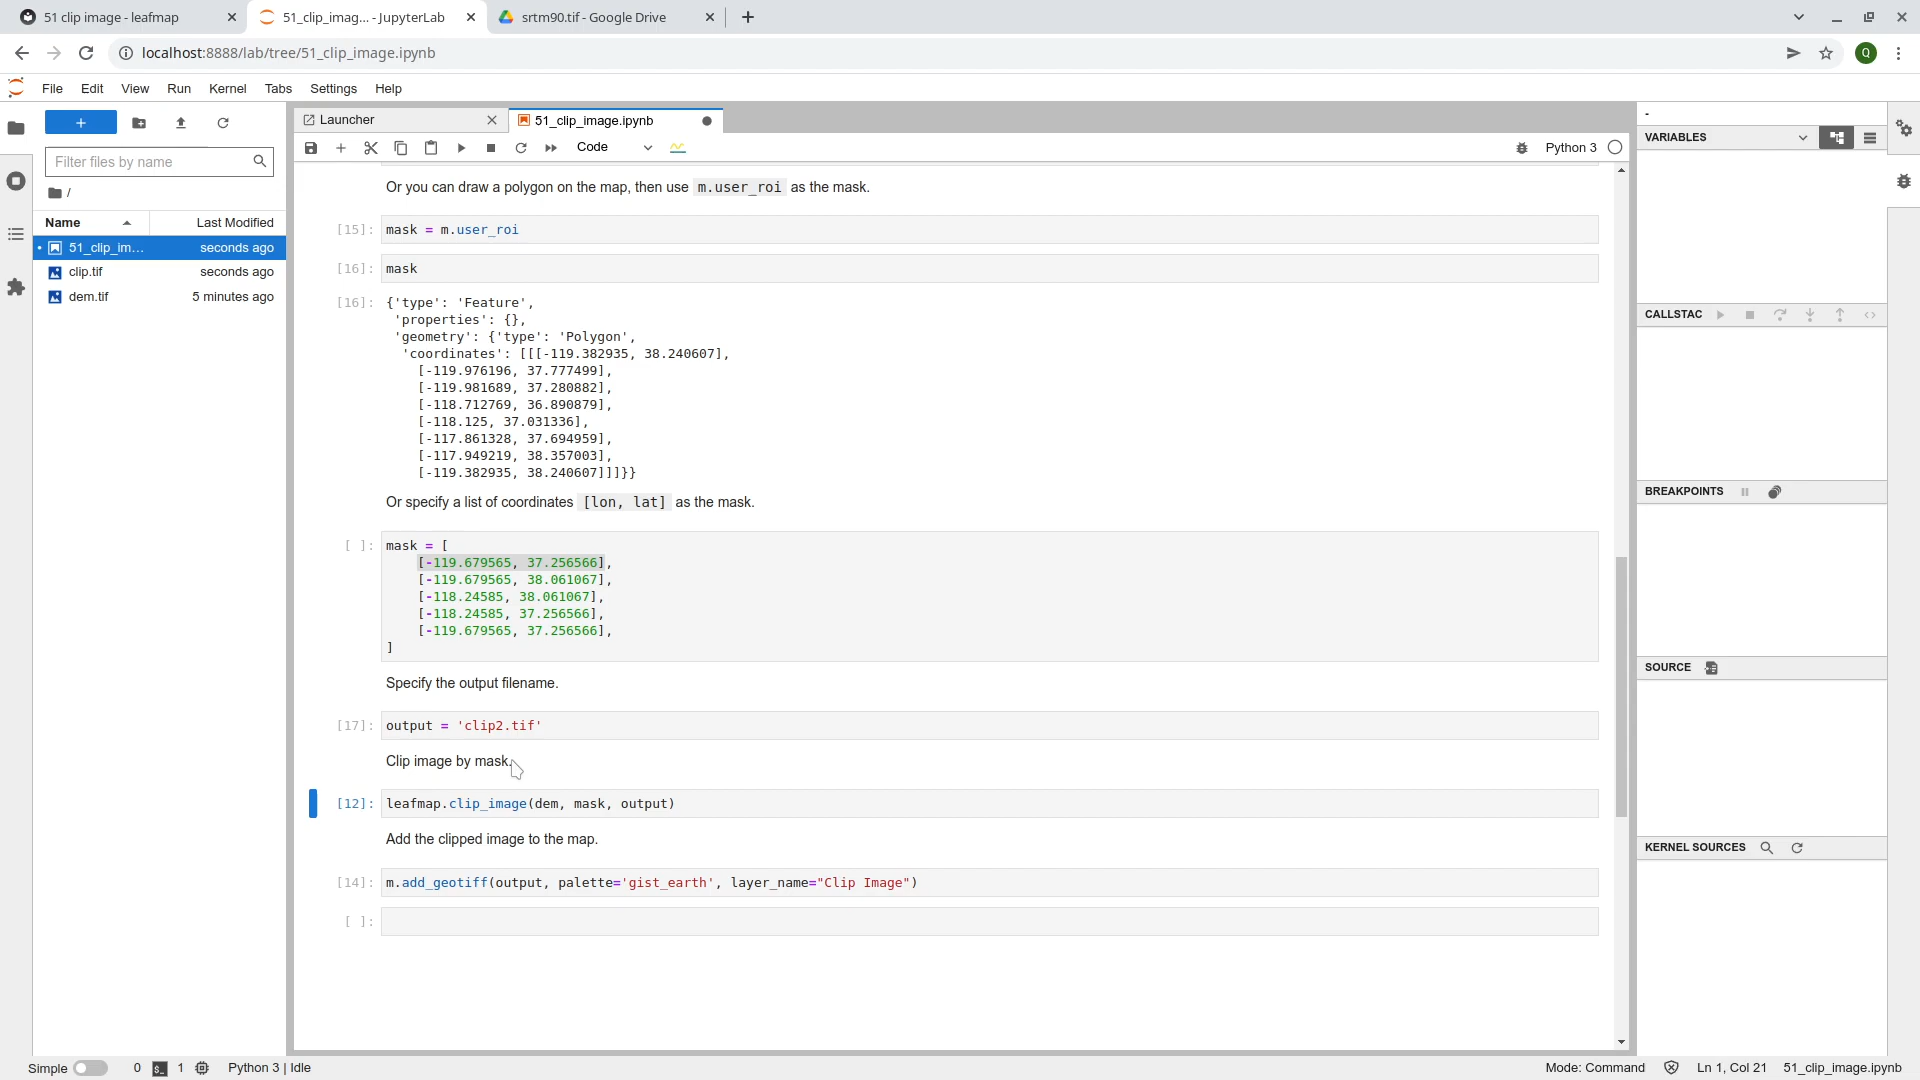 51 clip image - leafmap
51_clip_imag... - JupyterLab
srtm90.tif - Google Drive
localhost:8888/lab/tree/51_clip_image.ipynb
Q
File Edit View Run Kernel Tabs Settings Help
Launcher
51_clip_image.ipynb
Code
Python 3
Filter files by name
/
Name Last Modified
51_clip_im... seconds ago
clip.tif seconds ago
dem.tif 5 minutes ago
Or you can draw a polygon on the map, then use m.user_roi as the mask.
[15]: mask = m.user_roi
[16]: mask
[16]: {'type': 'Feature',
'properties': {},
'geometry': {'type': 'Polygon',
'coordinates': [[[-119.382935, 38.240607],
[-119.976196, 37.777499],
[-119.981689, 37.280882],
[-118.712769, 36.890879],
[-118.125, 37.031336],
[-117.861328, 37.694959],
[-117.949219, 38.357003],
[-119.382935, 38.240607]]]}}
Or specify a list of coordinates [lon, lat] as the mask.
[ ]: mask = [
[-119.679565, 37.256566],
[-119.679565, 38.061067],
[-118.24585, 38.061067],
[-118.24585, 37.256566],
[-119.679565, 37.256566],
]
Specify the output filename.
[17]: output = 'clip2.tif'
Clip image by mask.
[12]: leafmap.clip_image(dem, mask, output)
Add the clipped image to the map.
[14]: m.add_geotiff(output, palette='gist_earth', layer_name="Clip Image")
[ ]:
-
VARIABLES
CALLSTAC
BREAKPOINTS
SOURCE
KERNEL SOURCES
Simple 0 1 Python 3 | Idle
Mode: Command Ln 1, Col 21 51_clip_image.ipynb